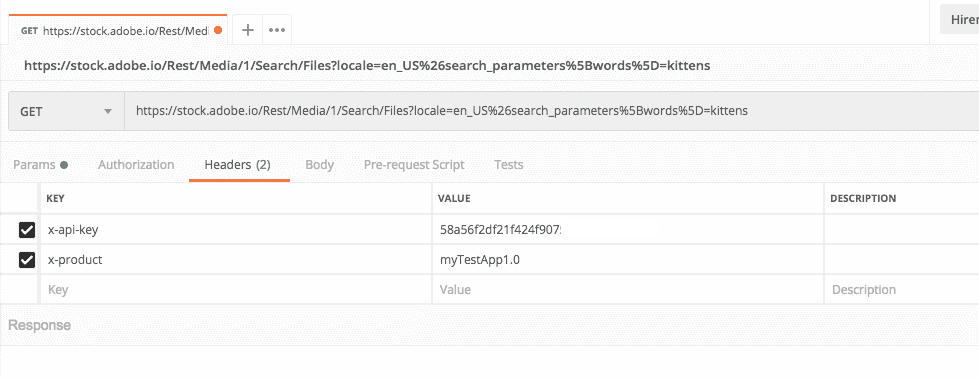 GET https://stock.adobe.io/Rest/Medi + •••
Hirer
https://stock.adobe.io/Rest/Media/1/Search/Files?locale=en_US%26search_parameters%5Bwords%5D=kittens
GET https://stock.adobe.io/Rest/Media/1/Search/Files?locale=en_US%26search_parameters%5Bwords%5D=kittens
Params Authorization Headers (2) Body Pre-request Script Tests
KEY VALUE DESCRIPTION
x-api-key 58a56f2df21f424f907
x-product myTestApp1.0
Key Value Description
Response